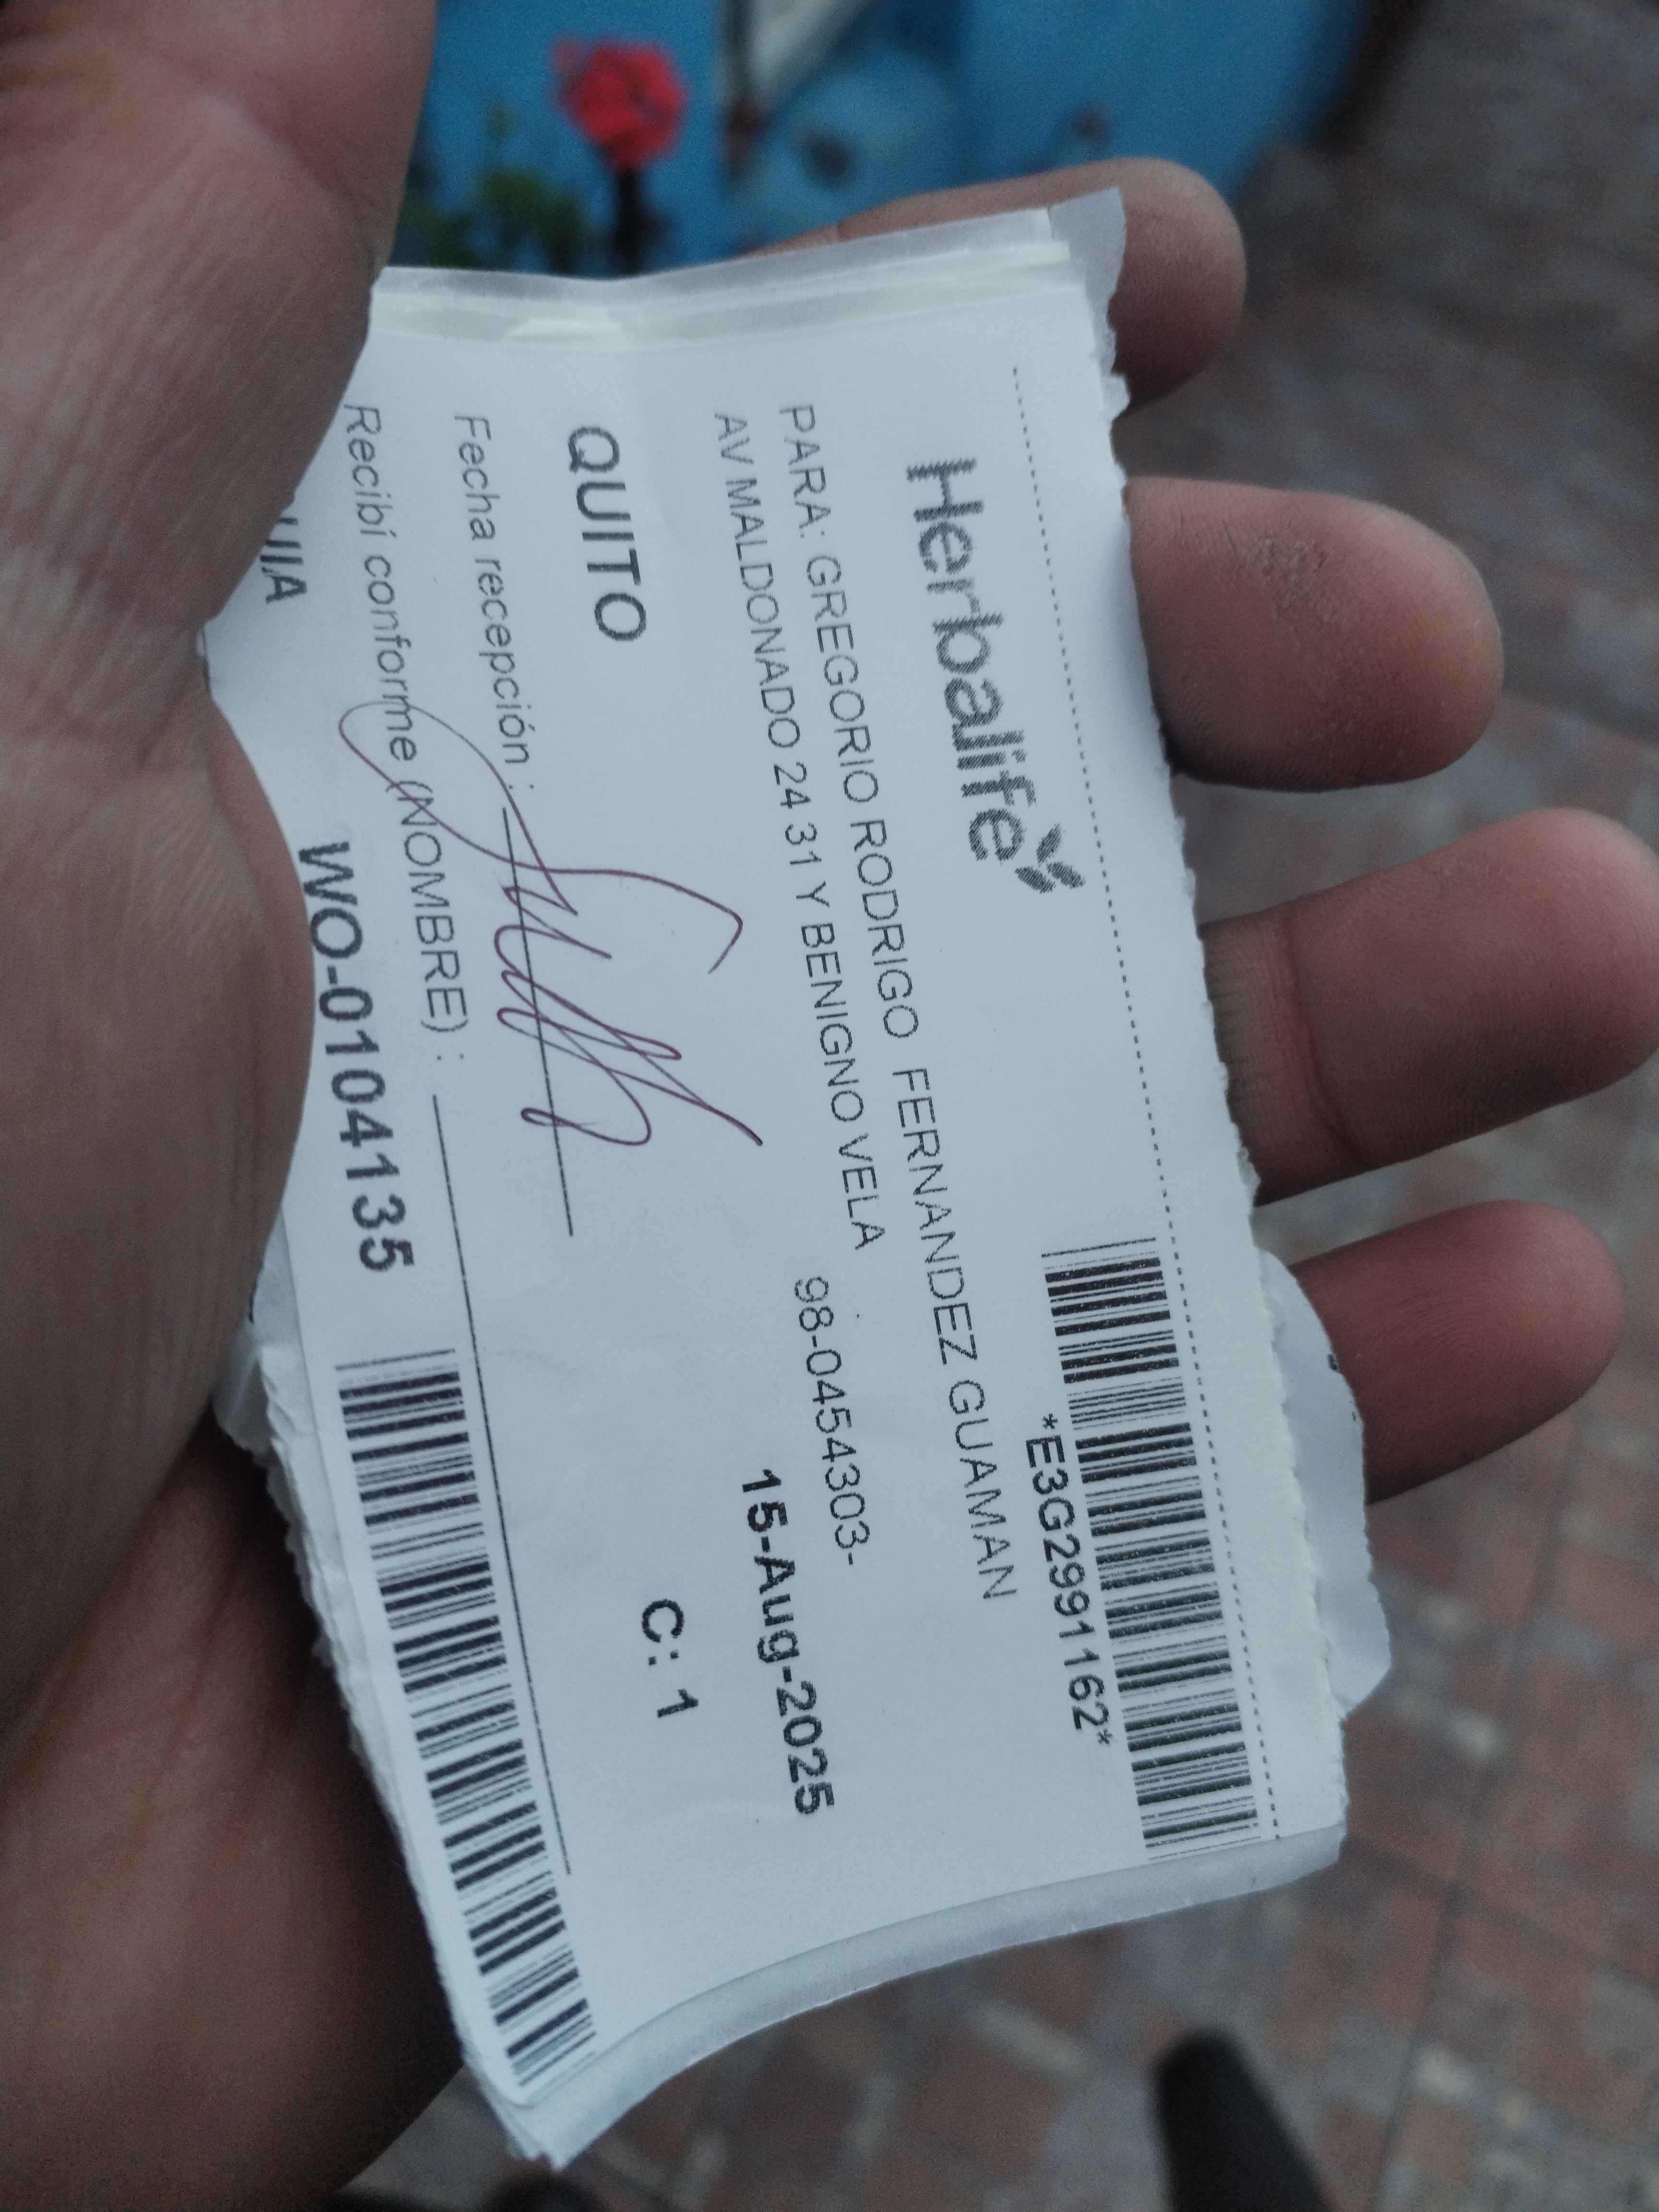 Herbalife
*E3G2991162*
PARA: GREGORIO RODRIGO FERNANDEZ GUAMAN
AV MALDONADO 24 31 Y BENIGNO VELA 98-0454303-
15-Aug-2025
QUITO C: 1
Fecha recepción :
Recibí conforme (NOMBRE) :
WO-0104135